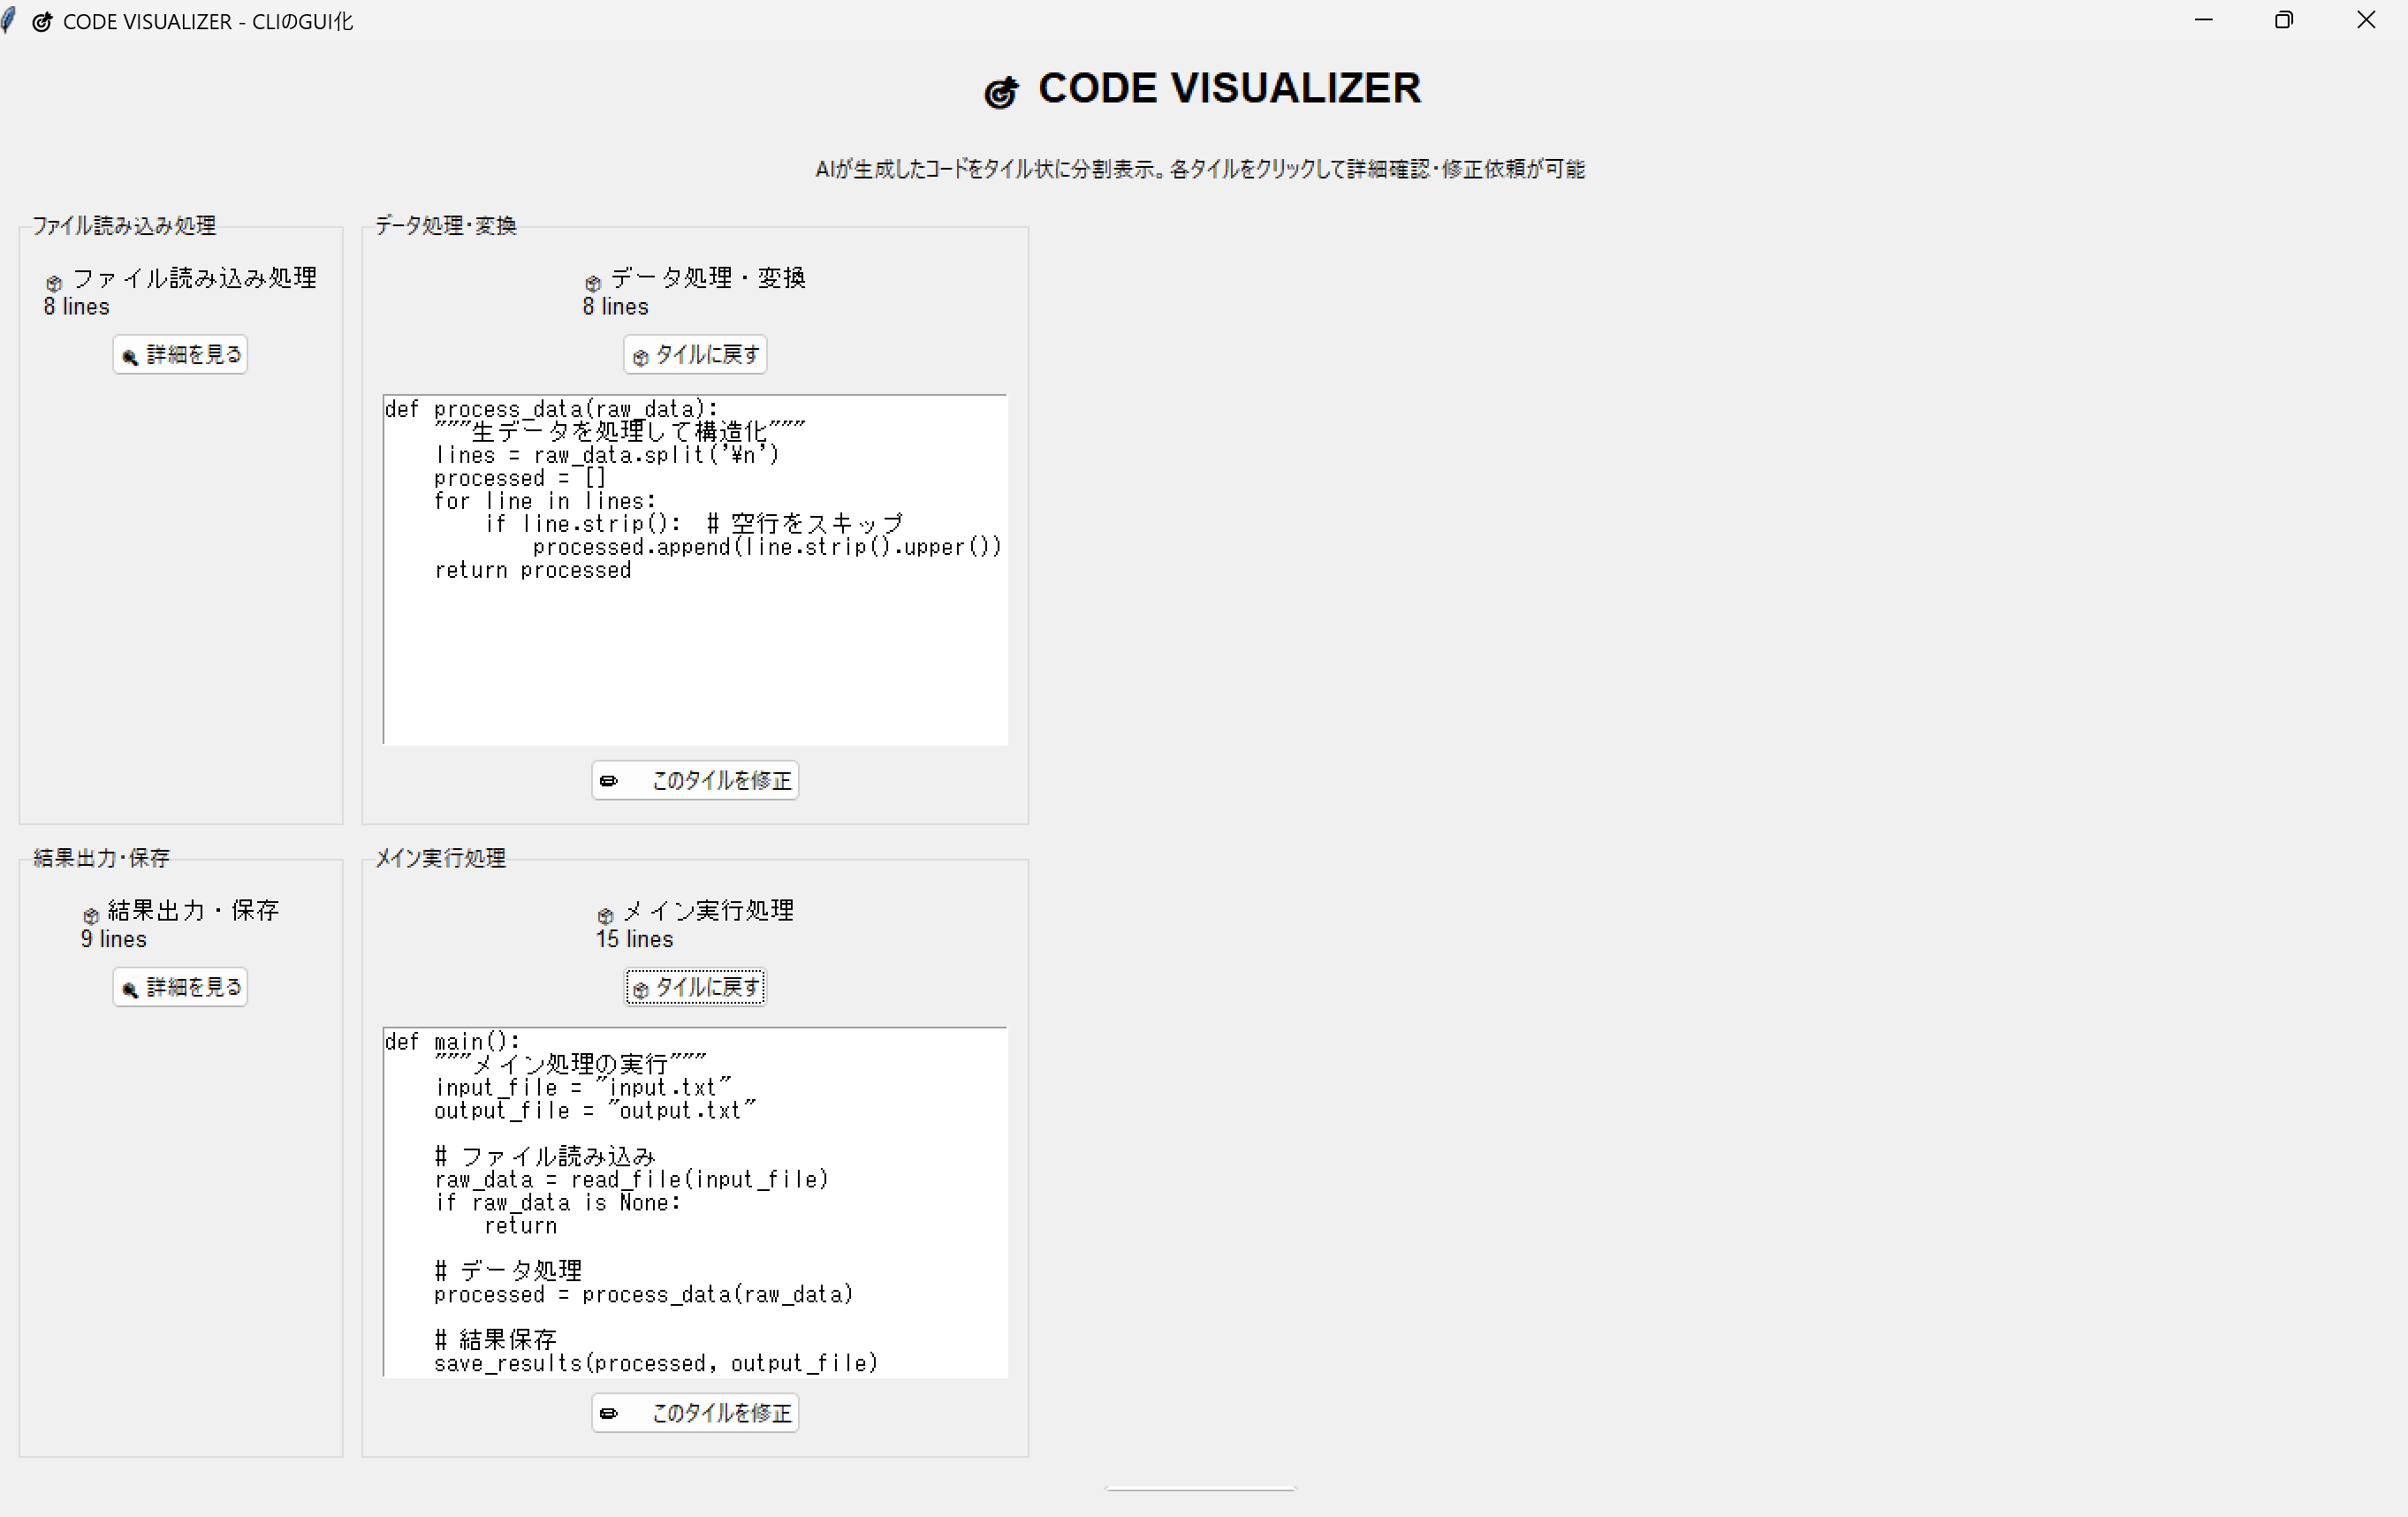 CODE VISUALIZER - CLIのGUI化
CODE VISUALIZER
AIが生成したコードをタイル状に分割表示。各タイルをクリックして詳細確認・修正依頼が可能
ファイル読み込み処理
ファイル読み込み処理
8 lines
詳細を見る
データ処理・変換
データ処理・変換
8 lines
タイルに戻す
def process_data(raw_data):
    """生データを処理して構造化"""
    lines = raw_data.split('¥n')
    processed = []
    for line in lines:
        if line.strip():  # 空行をスキップ
            processed.append(line.strip().upper())
    return processed
このタイルを修正
結果出力・保存
結果出力・保存
9 lines
詳細を見る
メイン実行処理
メイン実行処理
15 lines
タイルに戻す
def main():
    """メイン処理の実行"""
    input_file = "input.txt"
    output_file = "output.txt"
    # ファイル読み込み
    raw_data = read_file(input_file)
    if raw_data is None:
        return
    # データ処理
    processed = process_data(raw_data)
    # 結果保存
    save_results(processed, output_file)
このタイルを修正